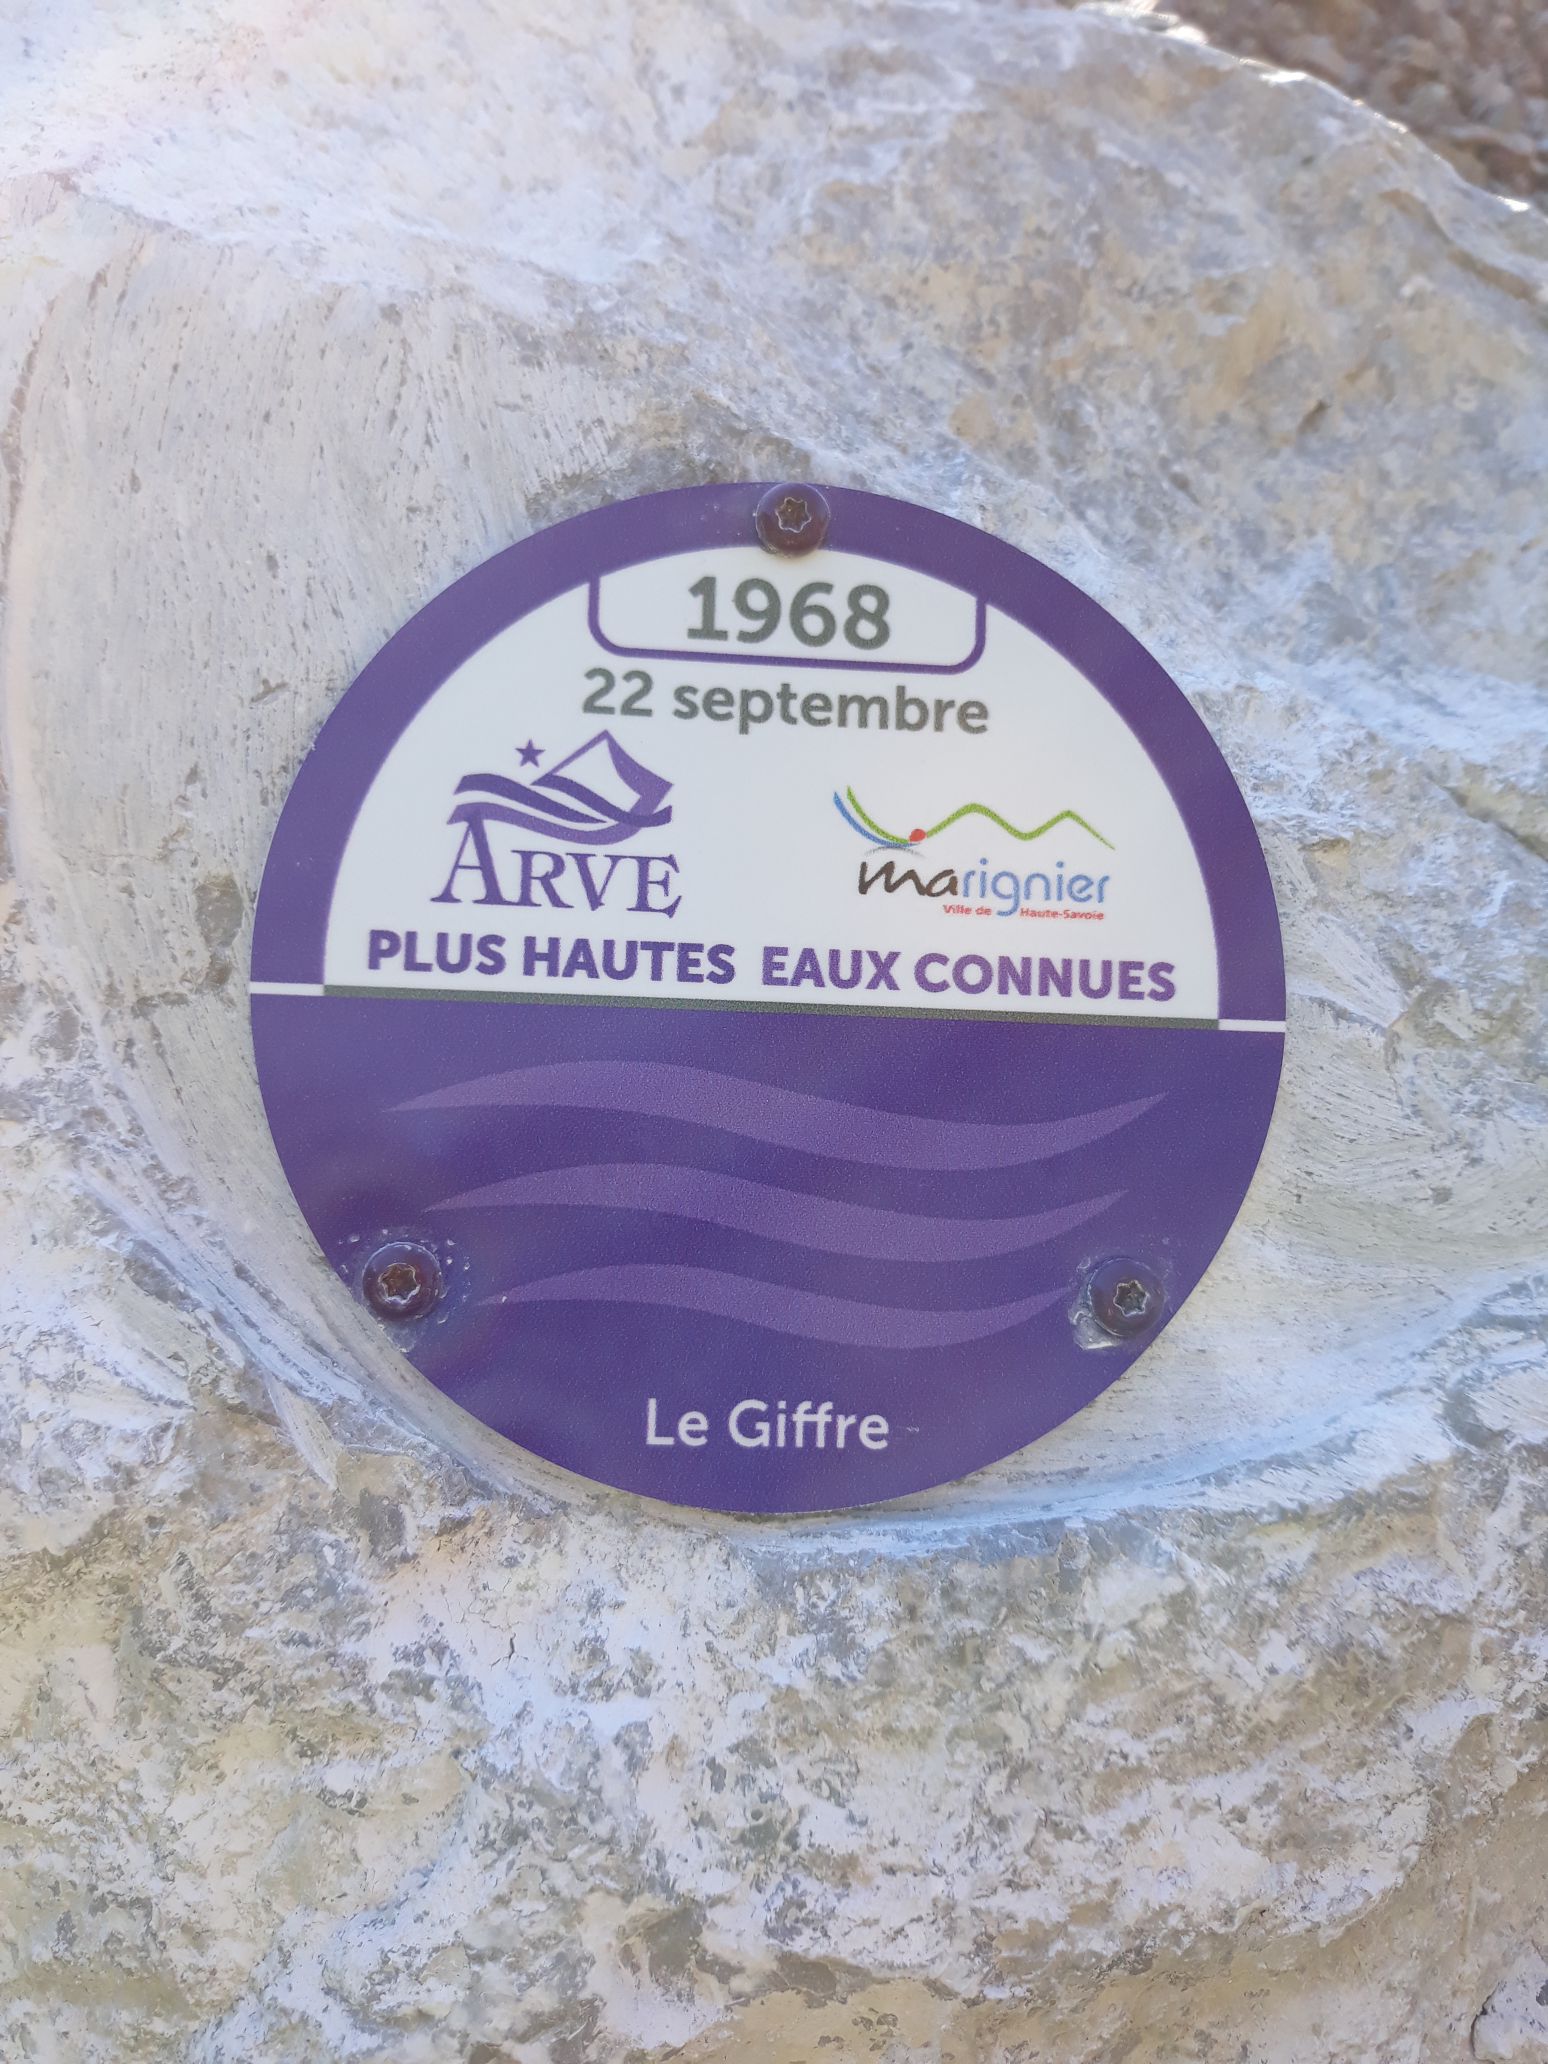 1968
22 septembre
ARVE
marignier
Ville de Haute-Savoie
PLUS HAUTES EAUX CONNUES
Le Giffre